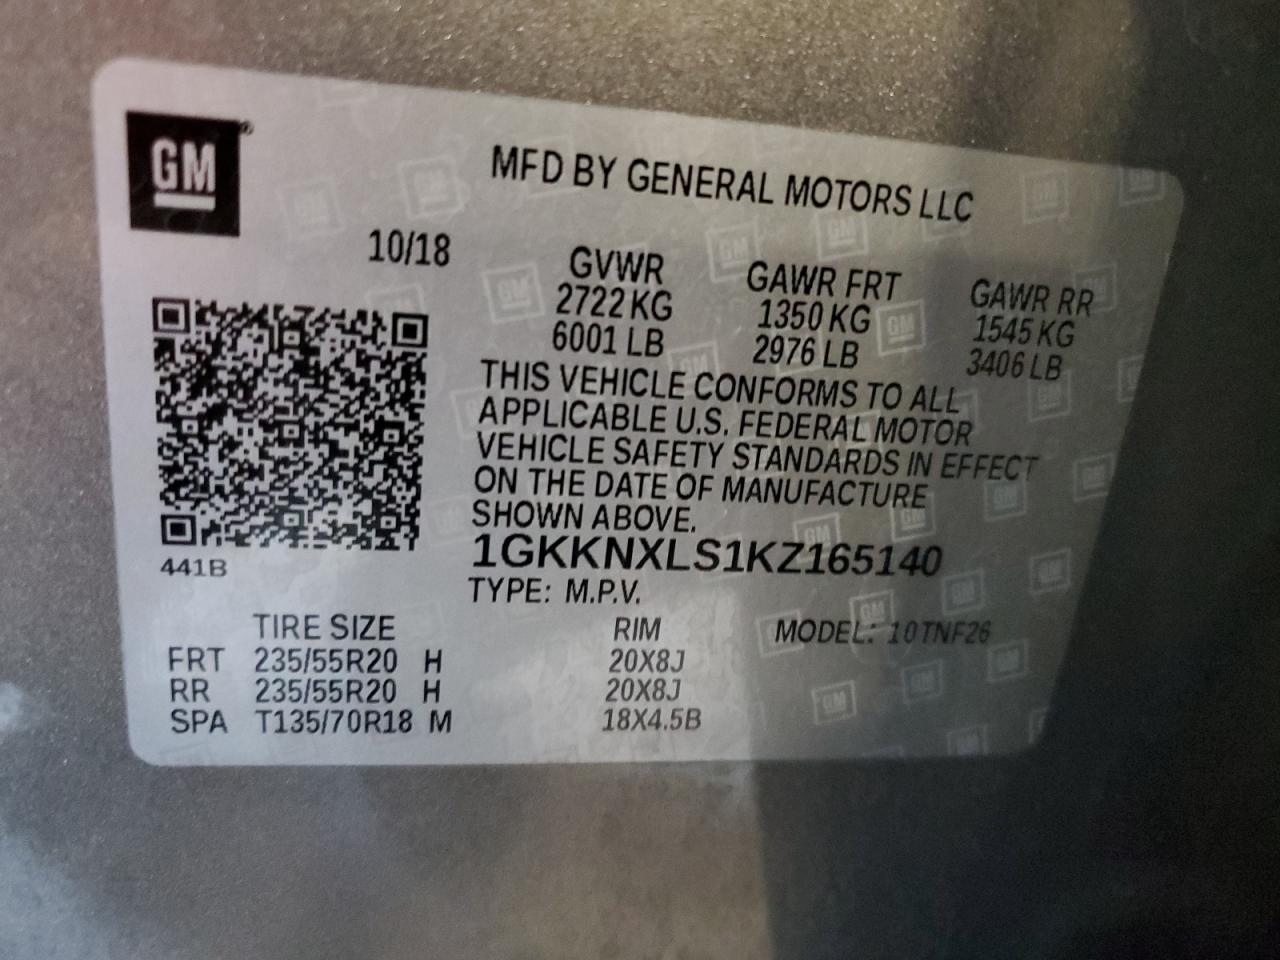 GM®
MFD BY GENERAL MOTORS LLC
10/18
GVWR GAWR FRT GAWR RR
2722 KG 1350 KG 1545 KG
6001 LB 2976 LB 3406 LB
THIS VEHICLE CONFORMS TO ALL
APPLICABLE U.S. FEDERAL MOTOR
VEHICLE SAFETY STANDARDS IN EFFECT
ON THE DATE OF MANUFACTURE
SHOWN ABOVE.
1GKKNXLS1KZ165140
441B
TYPE: M.P.V.
MODEL: 10TNF26
TIRE SIZE RIM
FRT 235/55R20 H 20X8J
RR 235/55R20 H 20X8J
SPA T135/70R18 M 18X4.5B